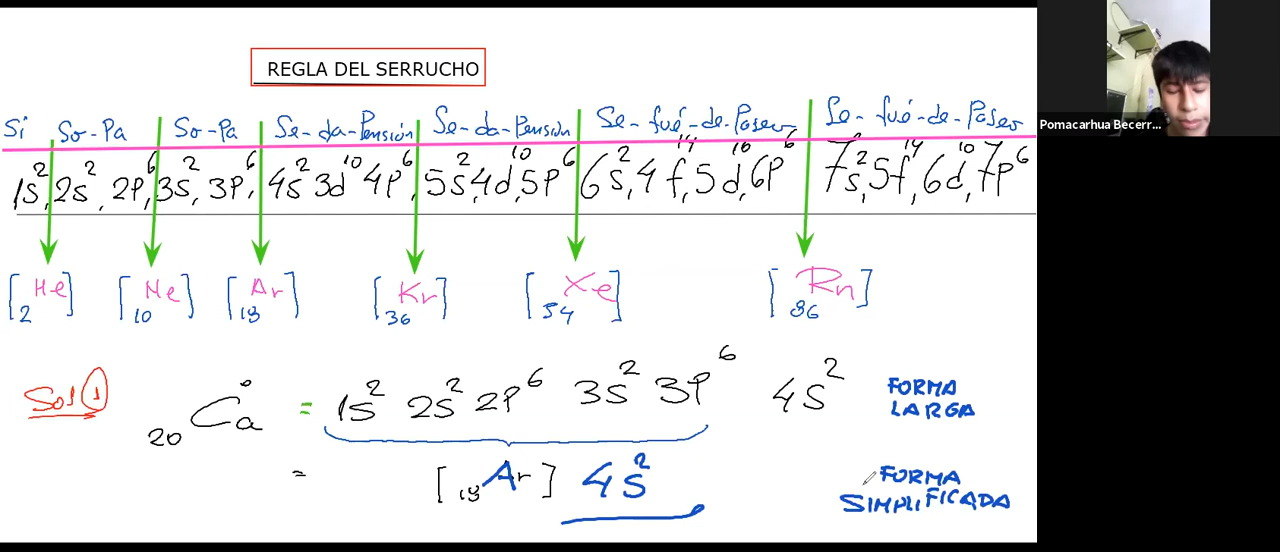 REGLA DEL SERRUCHO
Pomacarhua Becerr...
Si So-Pa So-Pa Se-da-Pensión Se-da-Pensión Se-fué-de-Paseo, Se-fué-de-Paseo
1s², 2s², 2p⁶, 3s², 3p⁶, 4s² 3d¹⁰ 4p⁶, 5s², 4d¹⁰, 5p⁶ 6s², 4f¹⁴, 5d¹⁰, 6p⁶ 7s², 5f¹⁴, 6d¹⁰, 7p⁶
[₂He] [₁₀Ne] [₁₈Ar] [₃₆Kr] [₅₄Xe] [₈₆Rn]
Sol ① ₂₀Ca° = 1s² 2s² 2p⁶ 3s² 3p⁶ 4s² FORMA
LARGA
= [₁₈Ar] 4s² FORMA
SIMPLIFICADA